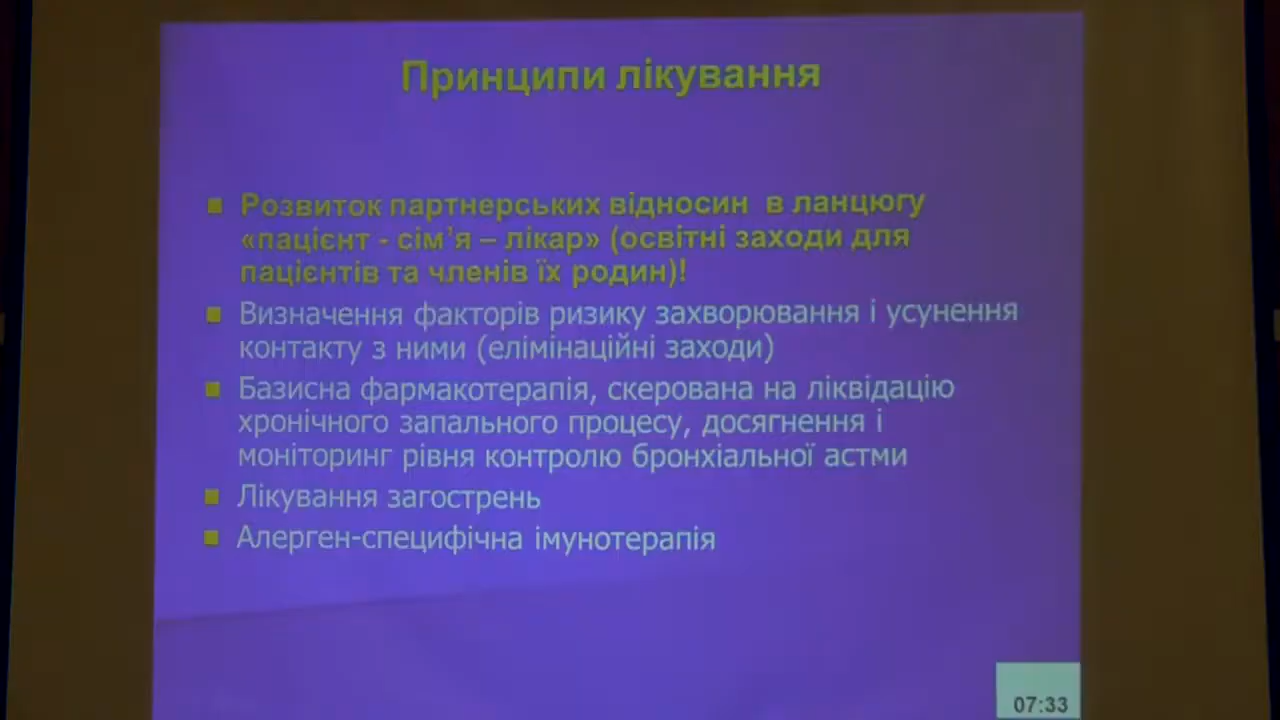 Принципи лікування
Розвиток партнерських відносин в ланцюгу
«пацієнт - сім’я – лікар» (освітні заходи для
пацієнтів та членів їх родин)!
Визначення факторів ризику захворювання і усунення
контакту з ними (елімінаційні заходи)
Базисна фармакотерапія, скерована на ліквідацію
хронічного запального процесу, досягнення і
моніторинг рівня контролю бронхіальної астми
Лікування загострень
Алерген-специфічна імунотерапія
07:33